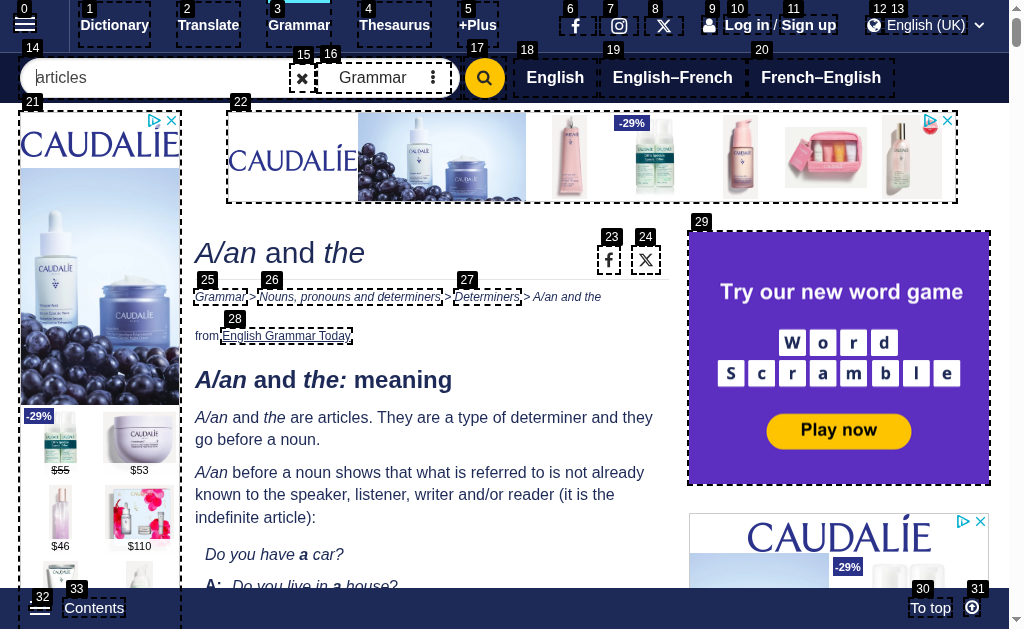 0 1 2 3 4 5 6 7 8 9 10 11 12 13
Dictionary Translate Grammar Thesaurus +Plus Log in / Sign up English (UK)
14 15 16 17 18 19 20
articles Grammar English English–French French–English
21 22
CAUDALÍE
CAUDALÍE
-29%
29
23 24
A/an and the
25 26 27
Grammar > Nouns, pronouns and determiners > Determiners > A/an and the
28
from English Grammar Today
A/an and the: meaning
A/an and the are articles. They are a type of determiner and they
go before a noun.
A/an before a noun shows that what is referred to is not already
known to the speaker, listener, writer and/or reader (it is the
indefinite article):
Do you have a car?
A: Do you live in a house?
Try our new word game
W o r d
S c r a m b l e
Play now
CAUDALÍE
-29%
CAUDALÍE
-29%
$55 $53
$46 $110
32 33 30 31
Contents To top